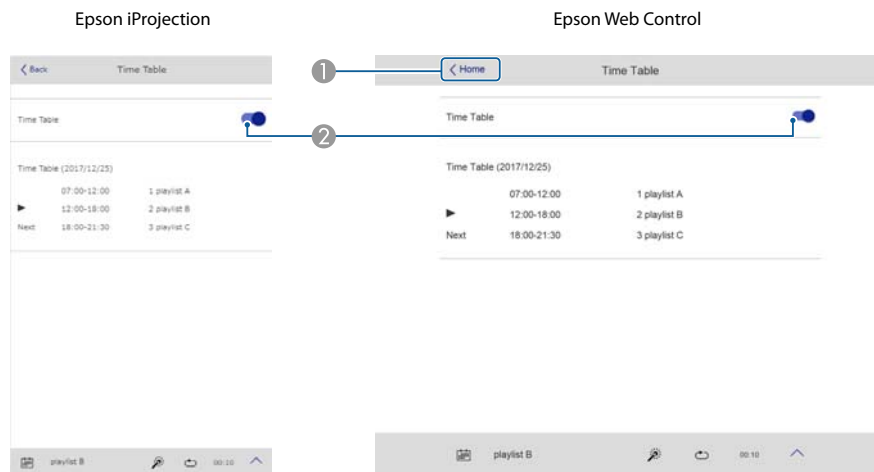 Epson iProjection
Epson Web Control
Back Time Table
Time Table
Time Table (2017/12/25)
07:00-12:00 1 playlist A
12:00-18:00 2 playlist B
Next 18:00-21:30 3 playlist C
playlist B 00:10
1
2
Home Time Table
Time Table
Time Table (2017/12/25)
07:00-12:00 1 playlist A
12:00-18:00 2 playlist B
Next 18:00-21:30 3 playlist C
playlist B 00:10